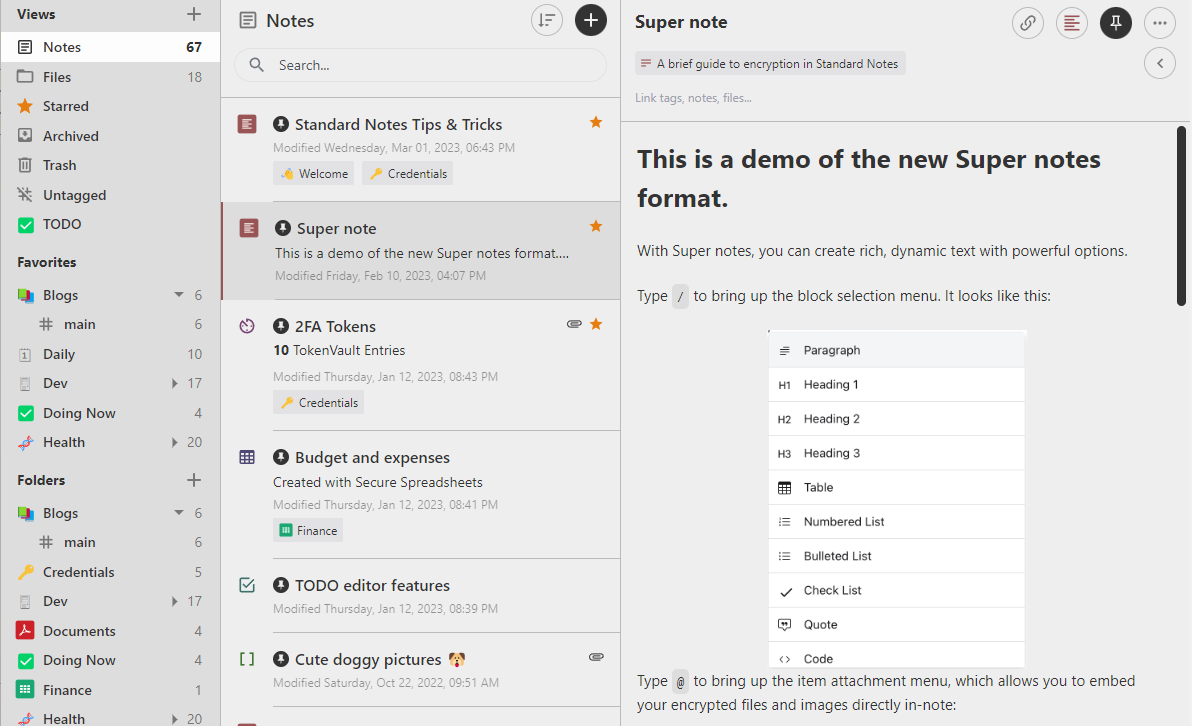 Views
Notes 67
Files 18
Starred
Archived
Trash
Untagged
TODO
Favorites
Blogs 6
main 6
Daily 10
Dev 17
Doing Now 4
Health 20
Folders
Blogs 6
main 6
Credentials 5
Dev 17
Documents 4
Doing Now 4
Finance 1
Health 20
Notes
Search...
Standard Notes Tips & Tricks
Modified Wednesday, Mar 01, 2023, 06:43 PM
Welcome Credentials
Super note
This is a demo of the new Super notes format....
Modified Friday, Feb 10, 2023, 04:07 PM
2FA Tokens
10 TokenVault Entries
Modified Thursday, Jan 12, 2023, 08:43 PM
Credentials
Budget and expenses
Created with Secure Spreadsheets
Modified Thursday, Jan 12, 2023, 08:41 PM
Finance
TODO editor features
Modified Thursday, Jan 12, 2023, 08:39 PM
Cute doggy pictures 🐶
Modified Saturday, Oct 22, 2022, 09:51 AM
Super note
A brief guide to encryption in Standard Notes
Link tags, notes, files...
This is a demo of the new Super notes
format.
With Super notes, you can create rich, dynamic text with powerful options.
Type / to bring up the block selection menu. It looks like this:
Paragraph
H1 Heading 1
H2 Heading 2
H3 Heading 3
Table
Numbered List
Bulleted List
Check List
Quote
Code
Type @ to bring up the item attachment menu, which allows you to embed
your encrypted files and images directly in-note: